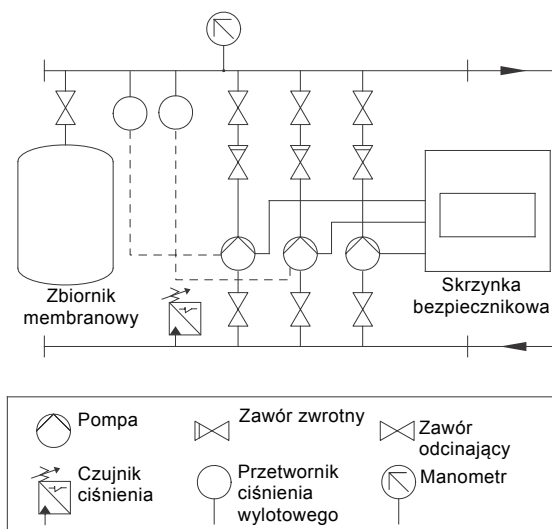 Zbiornik
membranowy
Skrzynka
bezpiecznikowa
Pompa
Zawór zwrotny
Zawór
odcinający
Czujnik
ciśnienia
Przetwornik
ciśnienia
wylotowego
Manometr